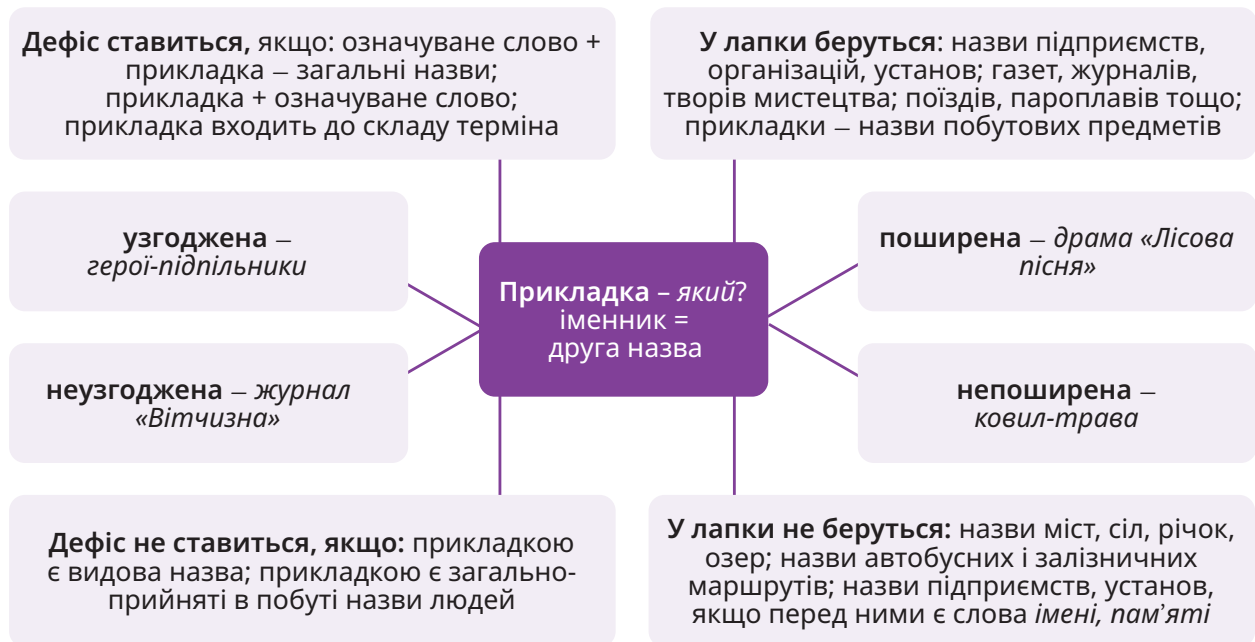 Дефіс ставиться, якщо: означуване слово +
прикладка – загальні назви;
прикладка + означуване слово;
прикладка входить до складу терміна
У лапки беруться: назви підприємств,
організацій, установ; газет, журналів,
творів мистецтва; поїздів, пароплавів тощо;
прикладки – назви побутових предметів
узгоджена –
герої-підпільники
поширена – драма «Лісова
пісня»
Прикладка – який?
іменник =
друга назва
неузгоджена – журнал
«Вітчизна»
непоширена –
ковил-трава
Дефіс не ставиться, якщо: прикладкою
є видова назва; прикладкою є загально-
прийняті в побуті назви людей
У лапки не беруться: назви міст, сіл, річок,
озер; назви автобусних і залізничних
маршрутів; назви підприємств, установ,
якщо перед ними є слова імені, пам’яті